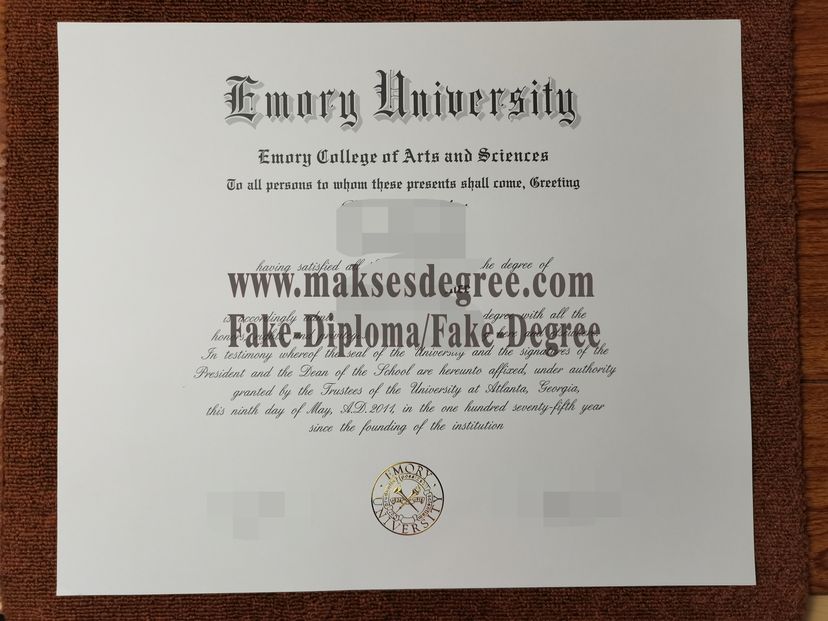 Emory University
Emory College of Arts and Sciences
To all persons to whom these presents shall come, Greeting
having satisfied all
the degree of
www.maksesdegree.com
is accordingly
degree with all the
Fake-Diploma/Fake Degree
In testimony whereof the seal of the University and the signatures of the
President and the Dean of the School are hereunto affixed, under authority
granted by the Trustees of the University at Atlanta, Georgia,
this ninth day of May, A.D. 2011, in the one hundred seventy-fifth year
since the founding of the institution
EMORY
UNIVERSITY